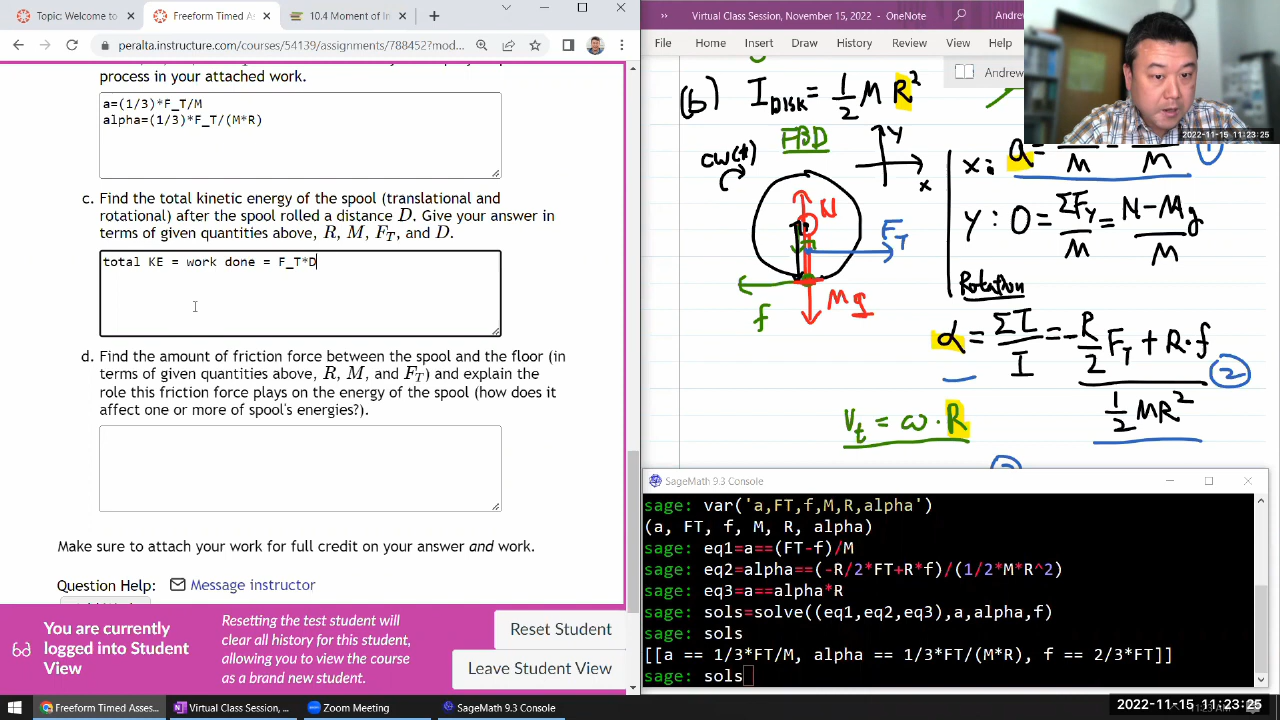 Topic Welcome to
Freeform Timed As
10.4 Moment of In
peralta.instructure.com/courses/54139/assignments/788452?mod...
process in your attached work.
a=(1/3)*F_T/M
alpha=(1/3)*F_T/(M*R)
c. Find the total kinetic energy of the spool (translational and
rotational) after the spool rolled a distance D. Give your answer in
terms of given quantities above, R, M, F_T, and D.
total KE = work done = F_T*D
d. Find the amount of friction force between the spool and the floor (in
terms of given quantities above, R, M, and F_T) and explain the
role this friction force plays on the energy of the spool (how does it
affect one or more of spool's energies?).
Make sure to attach your work for full credit on your answer and work.
Question Help:
Message instructor
You are currently
logged into Student
View
Resetting the test student will
clear all history for this student,
allowing you to view the course
as a brand new student.
Reset Student
Leave Student View
Virtual Class Session, November 15, 2022 - OneNote
Andrew
File Home Insert Draw History Review View Help
Andrew
(b) I_DISK = 1/2 M R^2
FBD
cw(+)
Y
x
N
F_T
f
Mg
x: a = M M ①
Y: 0 = ΣF_Y/M = (N-Mg)/M
Rotation
α = Στ/I = (-R/2 F_T + R·f)/(1/2 MR^2) ②
V_t = ω·R
SageMath 9.3 Console
sage: var('a,FT,f,M,R,alpha')
(a, FT, f, M, R, alpha)
sage: eq1=a==(FT-f)/M
sage: eq2=alpha==(-R/2*FT+R*f)/(1/2*M*R^2)
sage: eq3=a==alpha*R
sage: sols=solve((eq1,eq2,eq3),a,alpha,f)
sage: sols
[[a == 1/3*FT/M, alpha == 1/3*FT/(M*R), f == 2/3*FT]]
sage: sols
2022-11-15 11:23:25
Freeform Timed Asses...
Virtual Class Session, ...
Zoom Meeting
SageMath 9.3 Console
2022-11-15 11:23:25